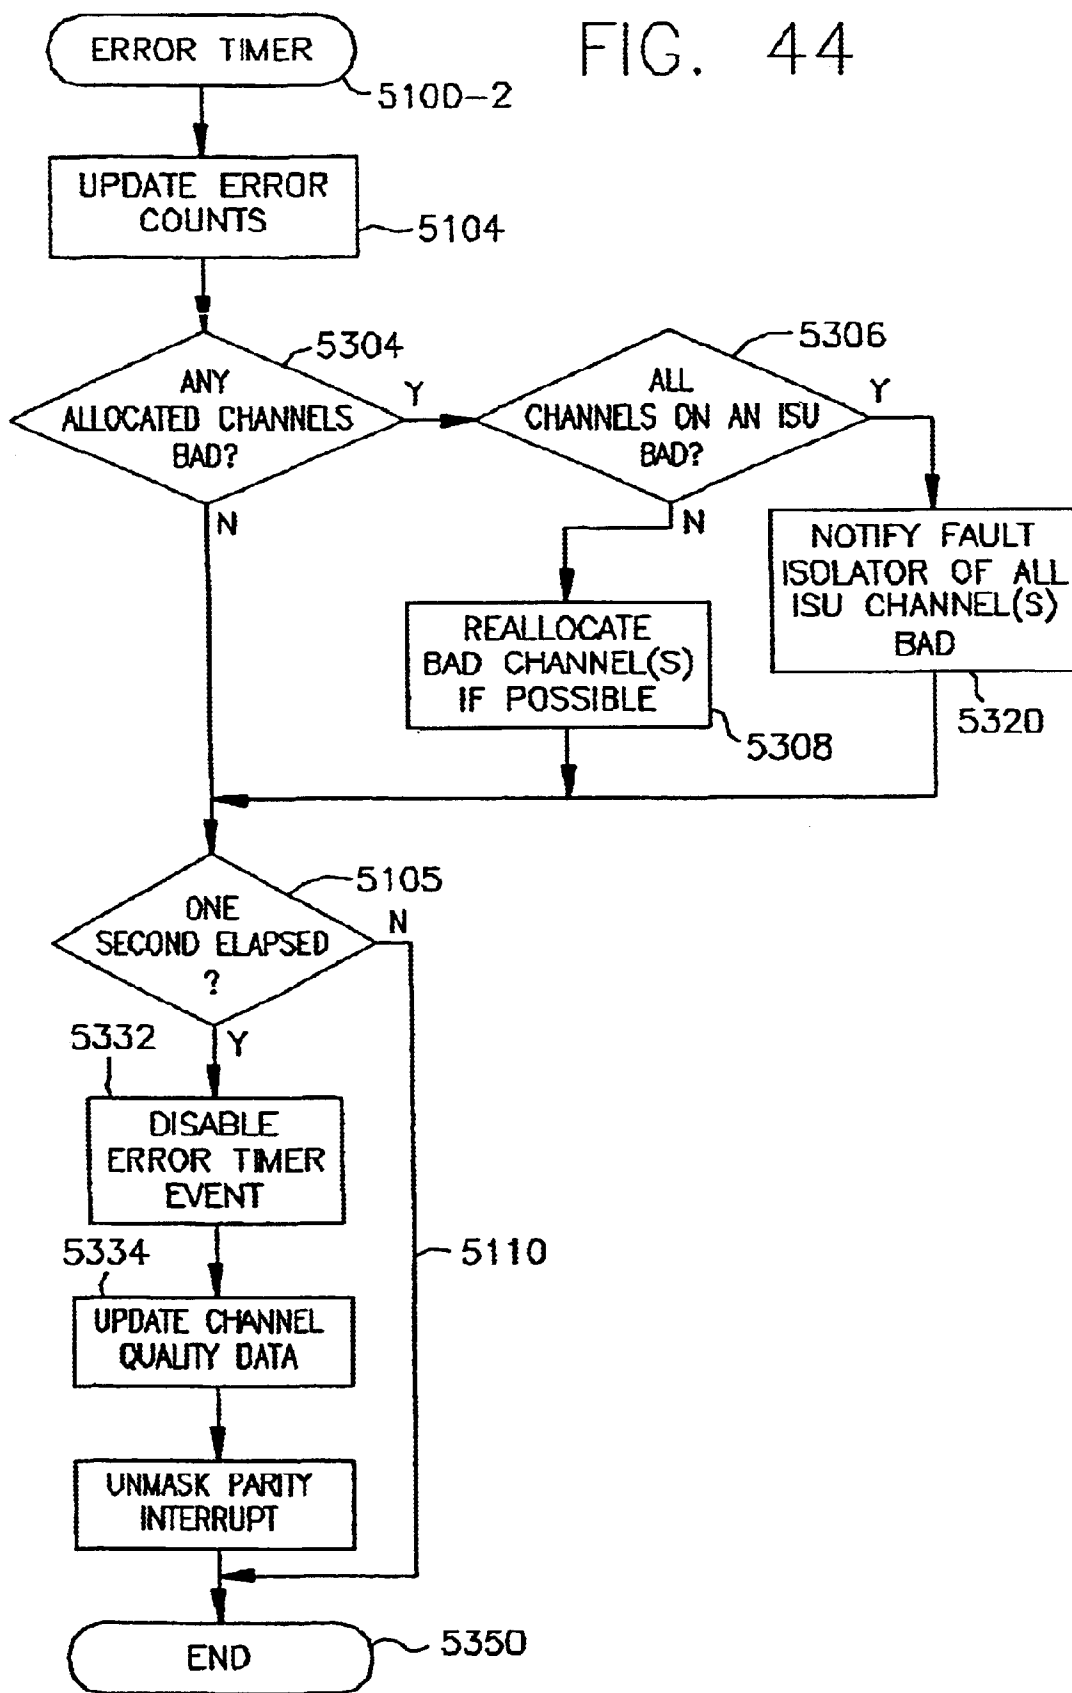 FIG. 44
ERROR TIMER
510D-2
UPDATE ERROR
COUNTS
5104
5304
ANY
ALLOCATED CHANNELS
BAD?
Y
N
5306
ALL
CHANNELS ON AN ISU
BAD?
Y
N
NOTIFY FAULT
ISOLATOR OF ALL
ISU CHANNEL(S)
BAD
5320
REALLOCATE
BAD CHANNEL(S)
IF POSSIBLE
5308
5105
ONE
SECOND ELAPSED
?
N
Y
5332
DISABLE
ERROR TIMER
EVENT
5110
5334
UPDATE CHANNEL
QUALITY DATA
UNMASK PARITY
INTERRUPT
END
5350